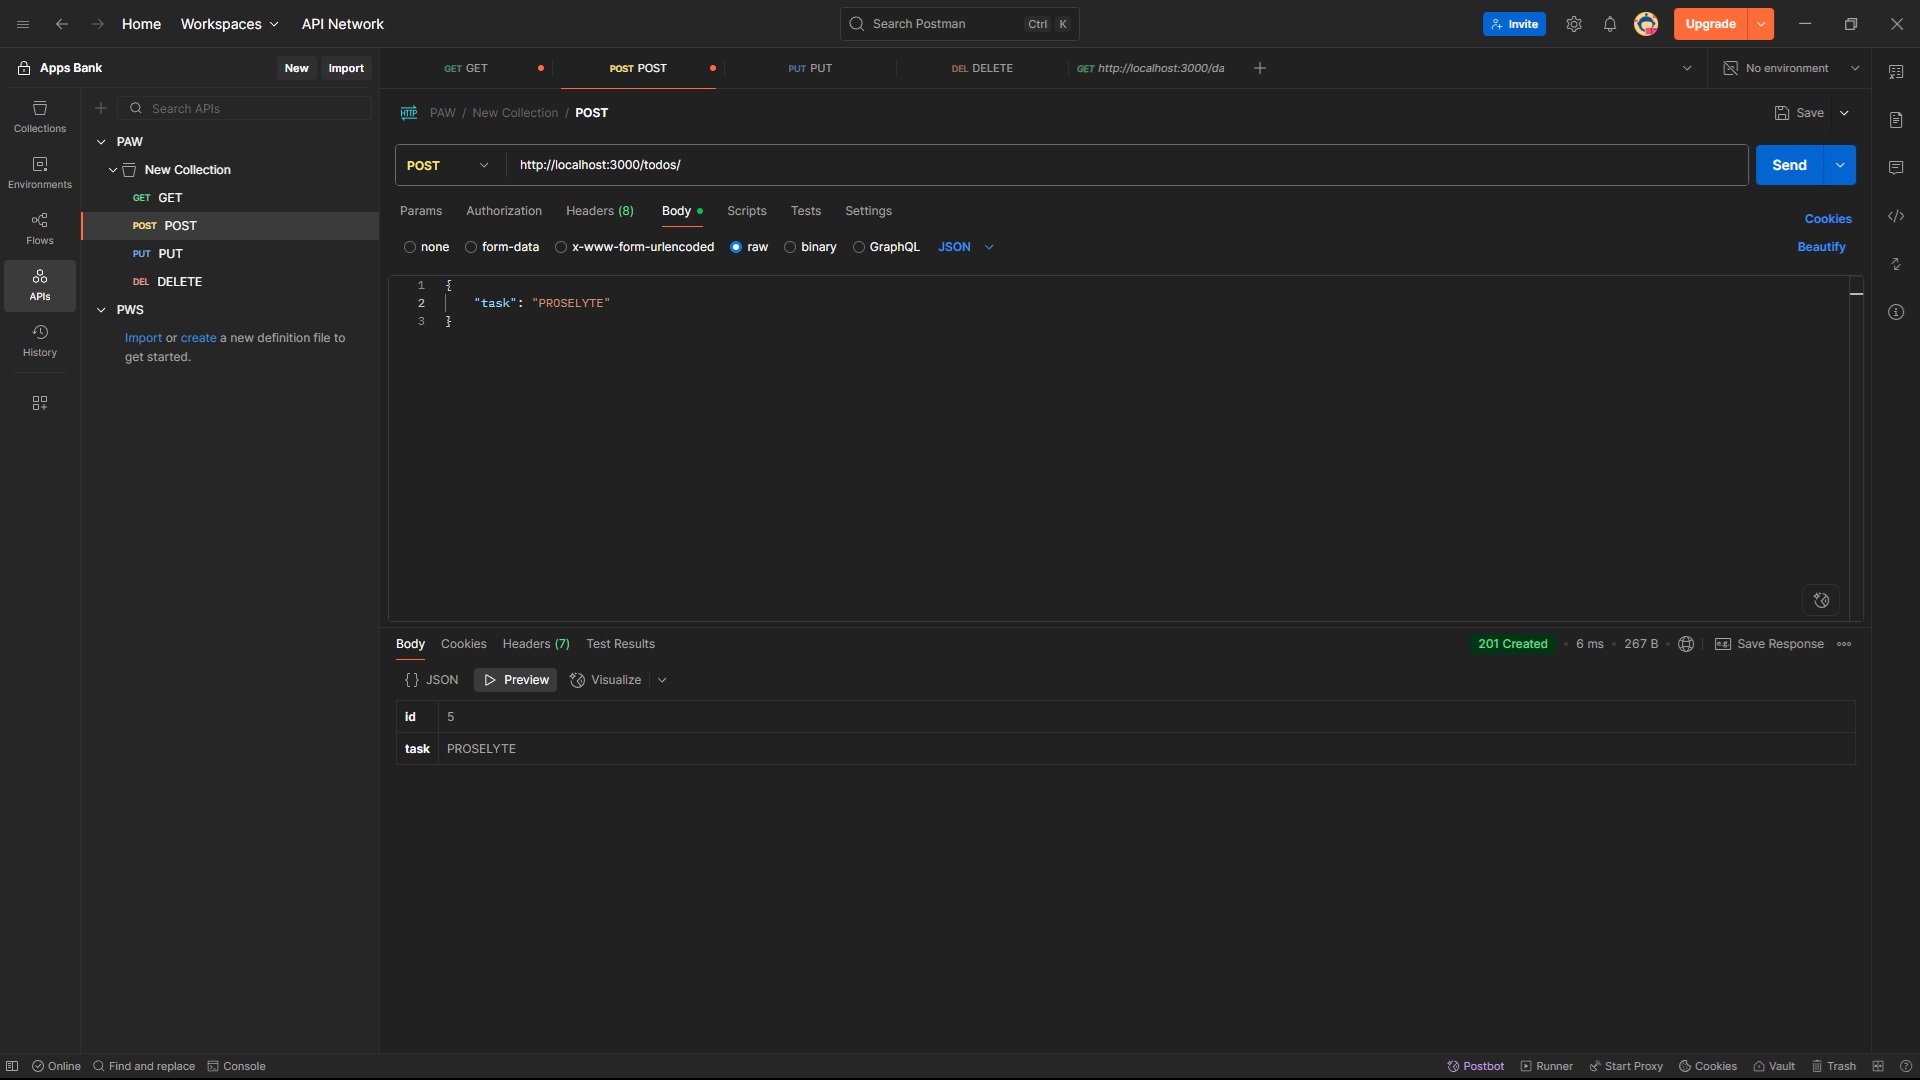 Home Workspaces API Network Search Postman Ctrl K Invite Upgrade
Apps Bank New Import
GET GET POST POST PUT PUT DEL DELETE GET http://localhost:3000/da No environment
Search APIs
Collections
Environments
Flows
APIs
History
PAW
New Collection
GET GET
POST POST
PUT PUT
DEL DELETE
PWS
Import or create a new definition file to
get started.
HTTP PAW / New Collection / POST Save
POST http://localhost:3000/todos/ Send
Params Authorization Headers (8) Body Scripts Tests Settings Cookies
none form-data x-www-form-urlencoded raw binary GraphQL JSON Beautify
1 {
2 "task": "PROSELYTE"
3 }
Body Cookies Headers (7) Test Results 201 Created 6 ms 267 B e.g. Save Response
{} JSON Preview Visualize
id 5
task PROSELYTE
Online Find and replace Console Postbot Runner Start Proxy Cookies Vault Trash